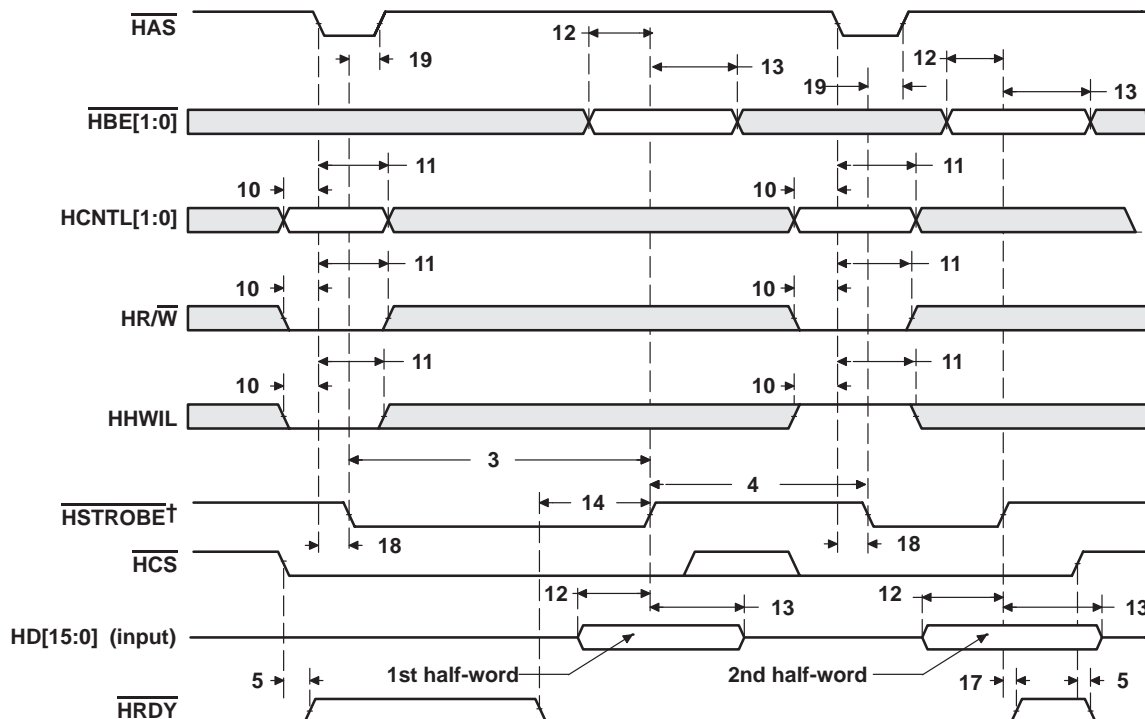 HAS
12
19
13
12
19
13
HBE[1:0]
11
11
10
10
HCNTL[1:0]
11
11
10
10
HR/W
11
11
10
10
HHWIL
3
4
14
HSTROBE†
18
18
HCS
12
13
12
13
HD[15:0] (input)
1st half-word
2nd half-word
5
17
5
HRDY